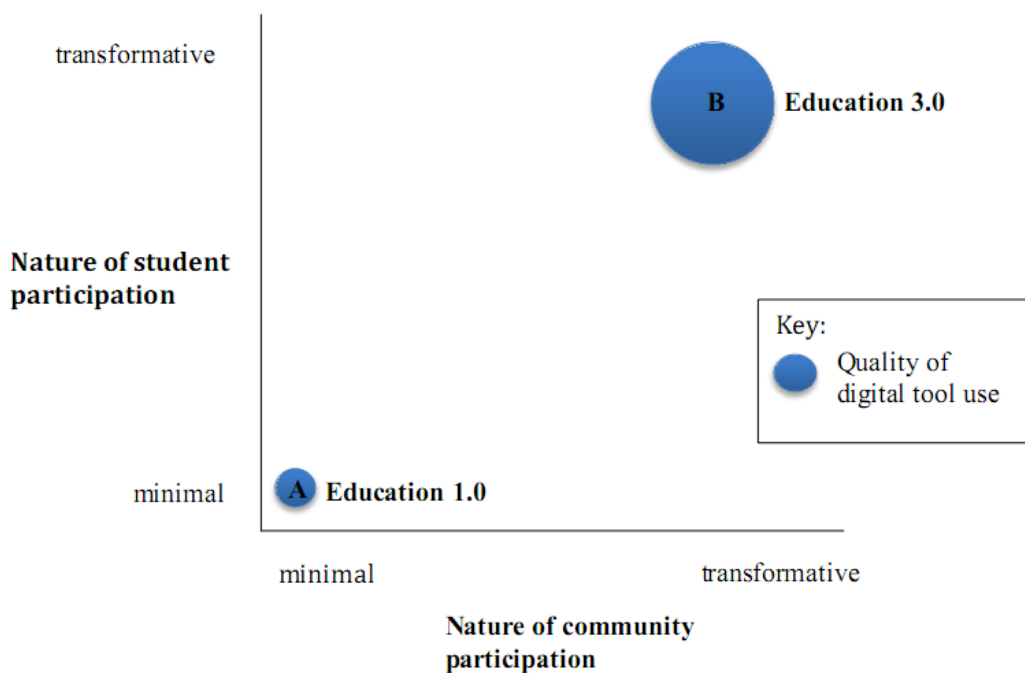 transformative
B Education 3.0
Nature of student
participation
Key:
Quality of
digital tool use
A Education 1.0
minimal
minimal transformative
Nature of community
participation